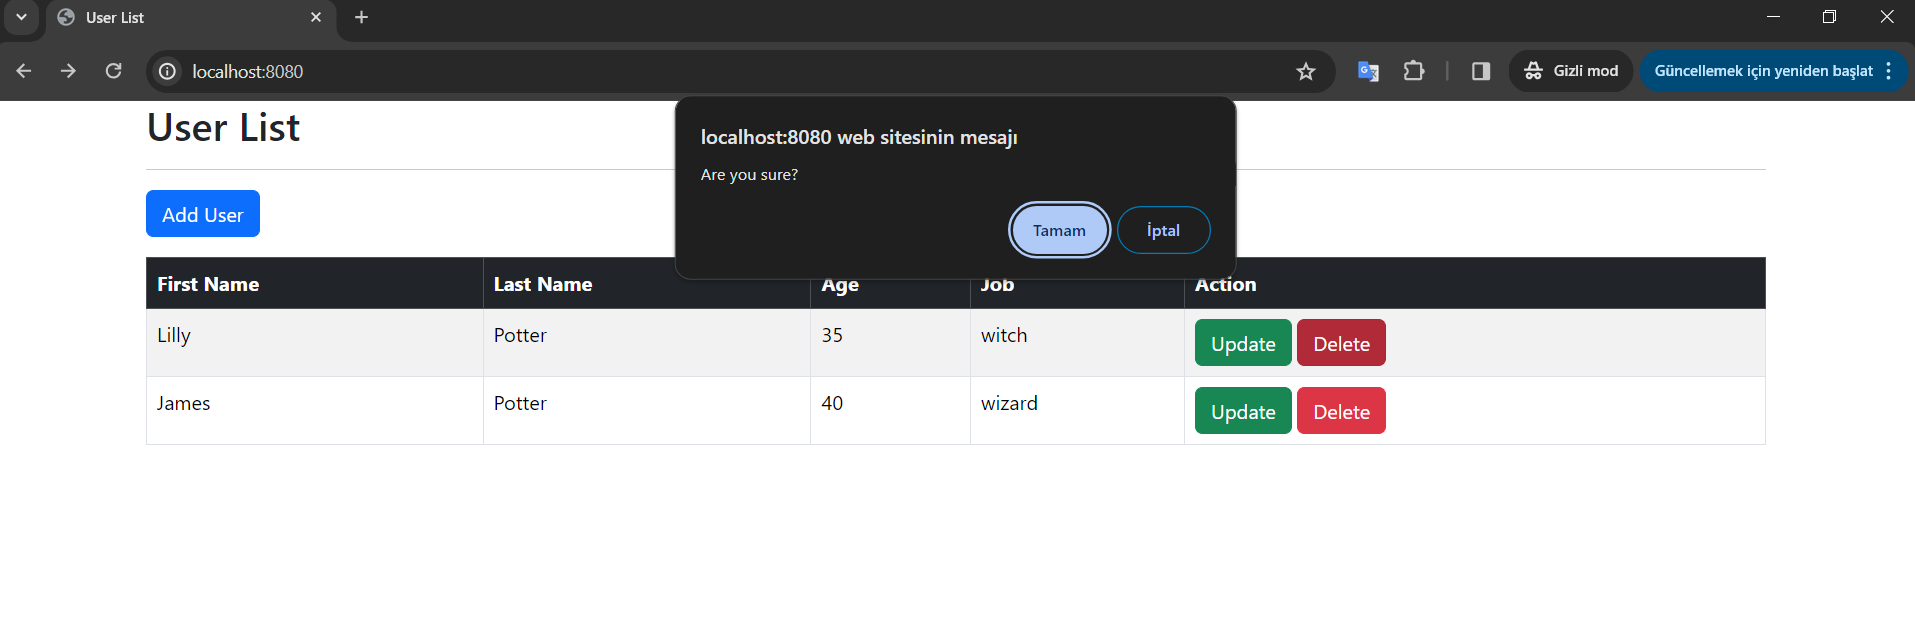 User List
localhost:8080
Gizli mod
Güncellemek için yeniden başlat
User List
localhost:8080 web sitesinin mesajı
Are you sure?
Tamam İptal
Add User
First Name Last Name Age Job Action
Lilly Potter 35 witch Update Delete
James Potter 40 wizard Update Delete